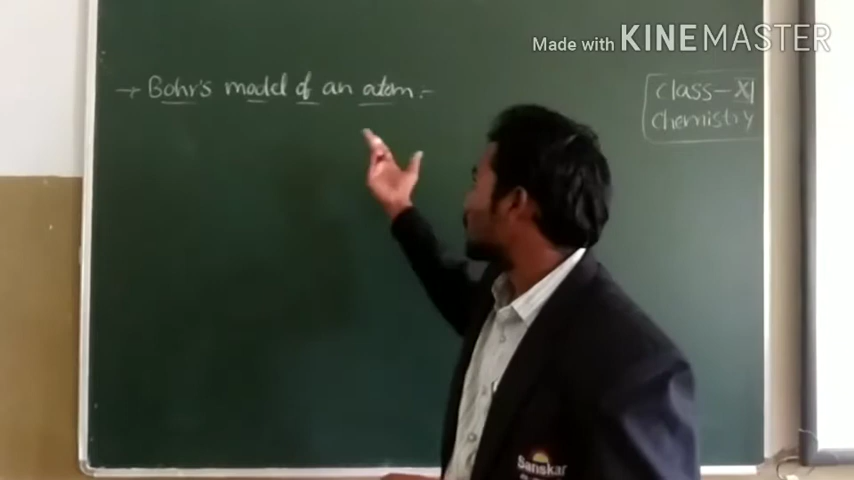 Made with KINEMASTER
→ Bohr's model of an atom :-
Class-XI
Chemistry
Sanskar